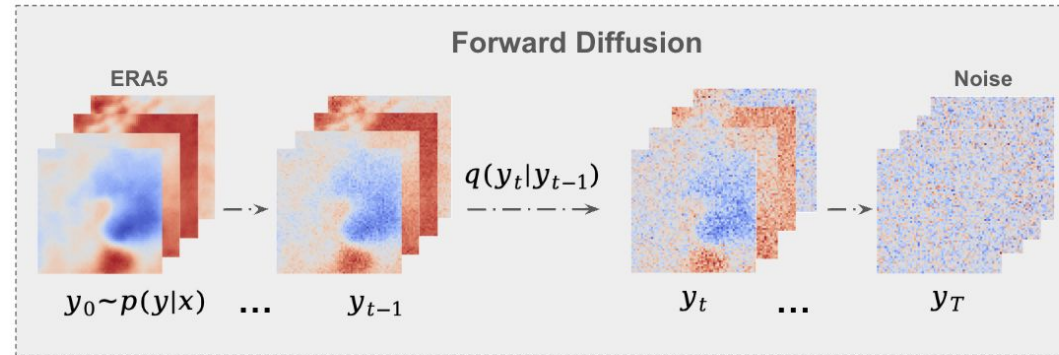 Forward Diffusion
ERA5
Noise
q(y_t|y_{t-1})
y_0~p(y|x)
...
y_{t-1}
y_t
...
y_T